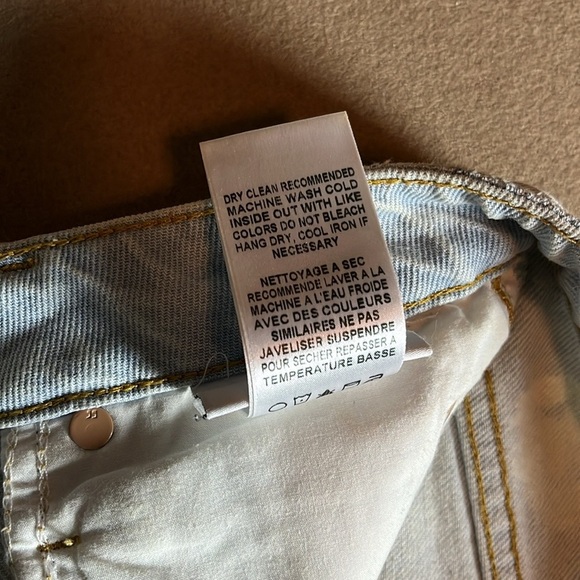 DRY CLEAN RECOMMENDED
MACHINE WASH COLD
INSIDE OUT WITH LIKE
COLORS DO NOT BLEACH
HANG DRY, COOL IRON IF
NECESSARY
NETTOYAGE A SEC
RECOMMENDE LAVER A LA
MACHINE A L'EAU FROIDE
AVEC DES COULEURS
SIMILAIRES NE PAS
JAVELISER SUSPENDRE
POUR SECHER REPASSER A
TEMPERATURE BASSE